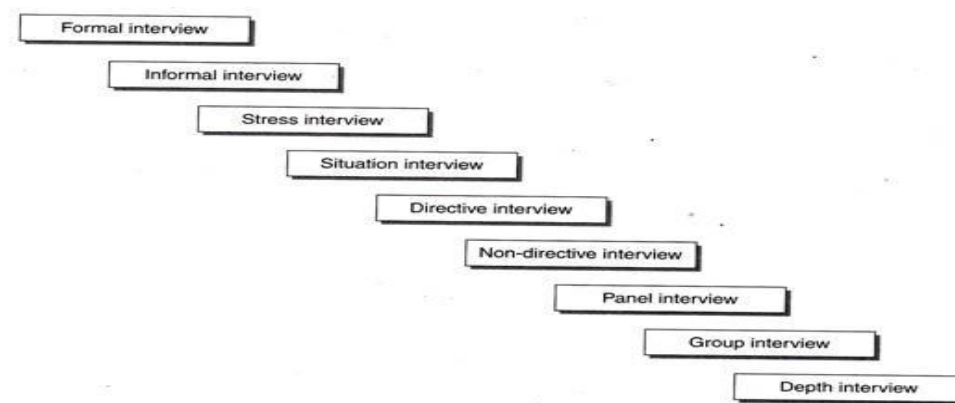 Formal interview
Informal interview
Stress interview
Situation interview
Directive interview
Non-directive interview
Panel interview
Group interview
Depth interview